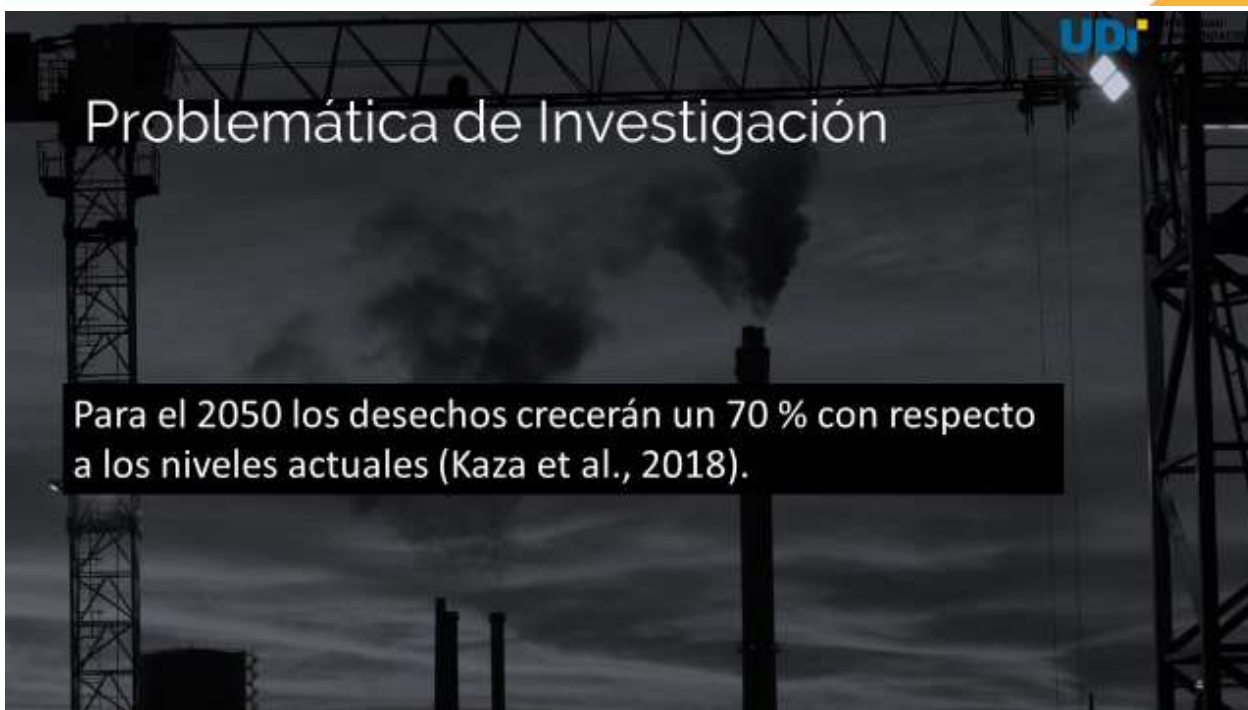 UDi
Problemática de Investigación
Para el 2050 los desechos crecerán un 70 % con respecto
a los niveles actuales (Kaza et al., 2018).
4